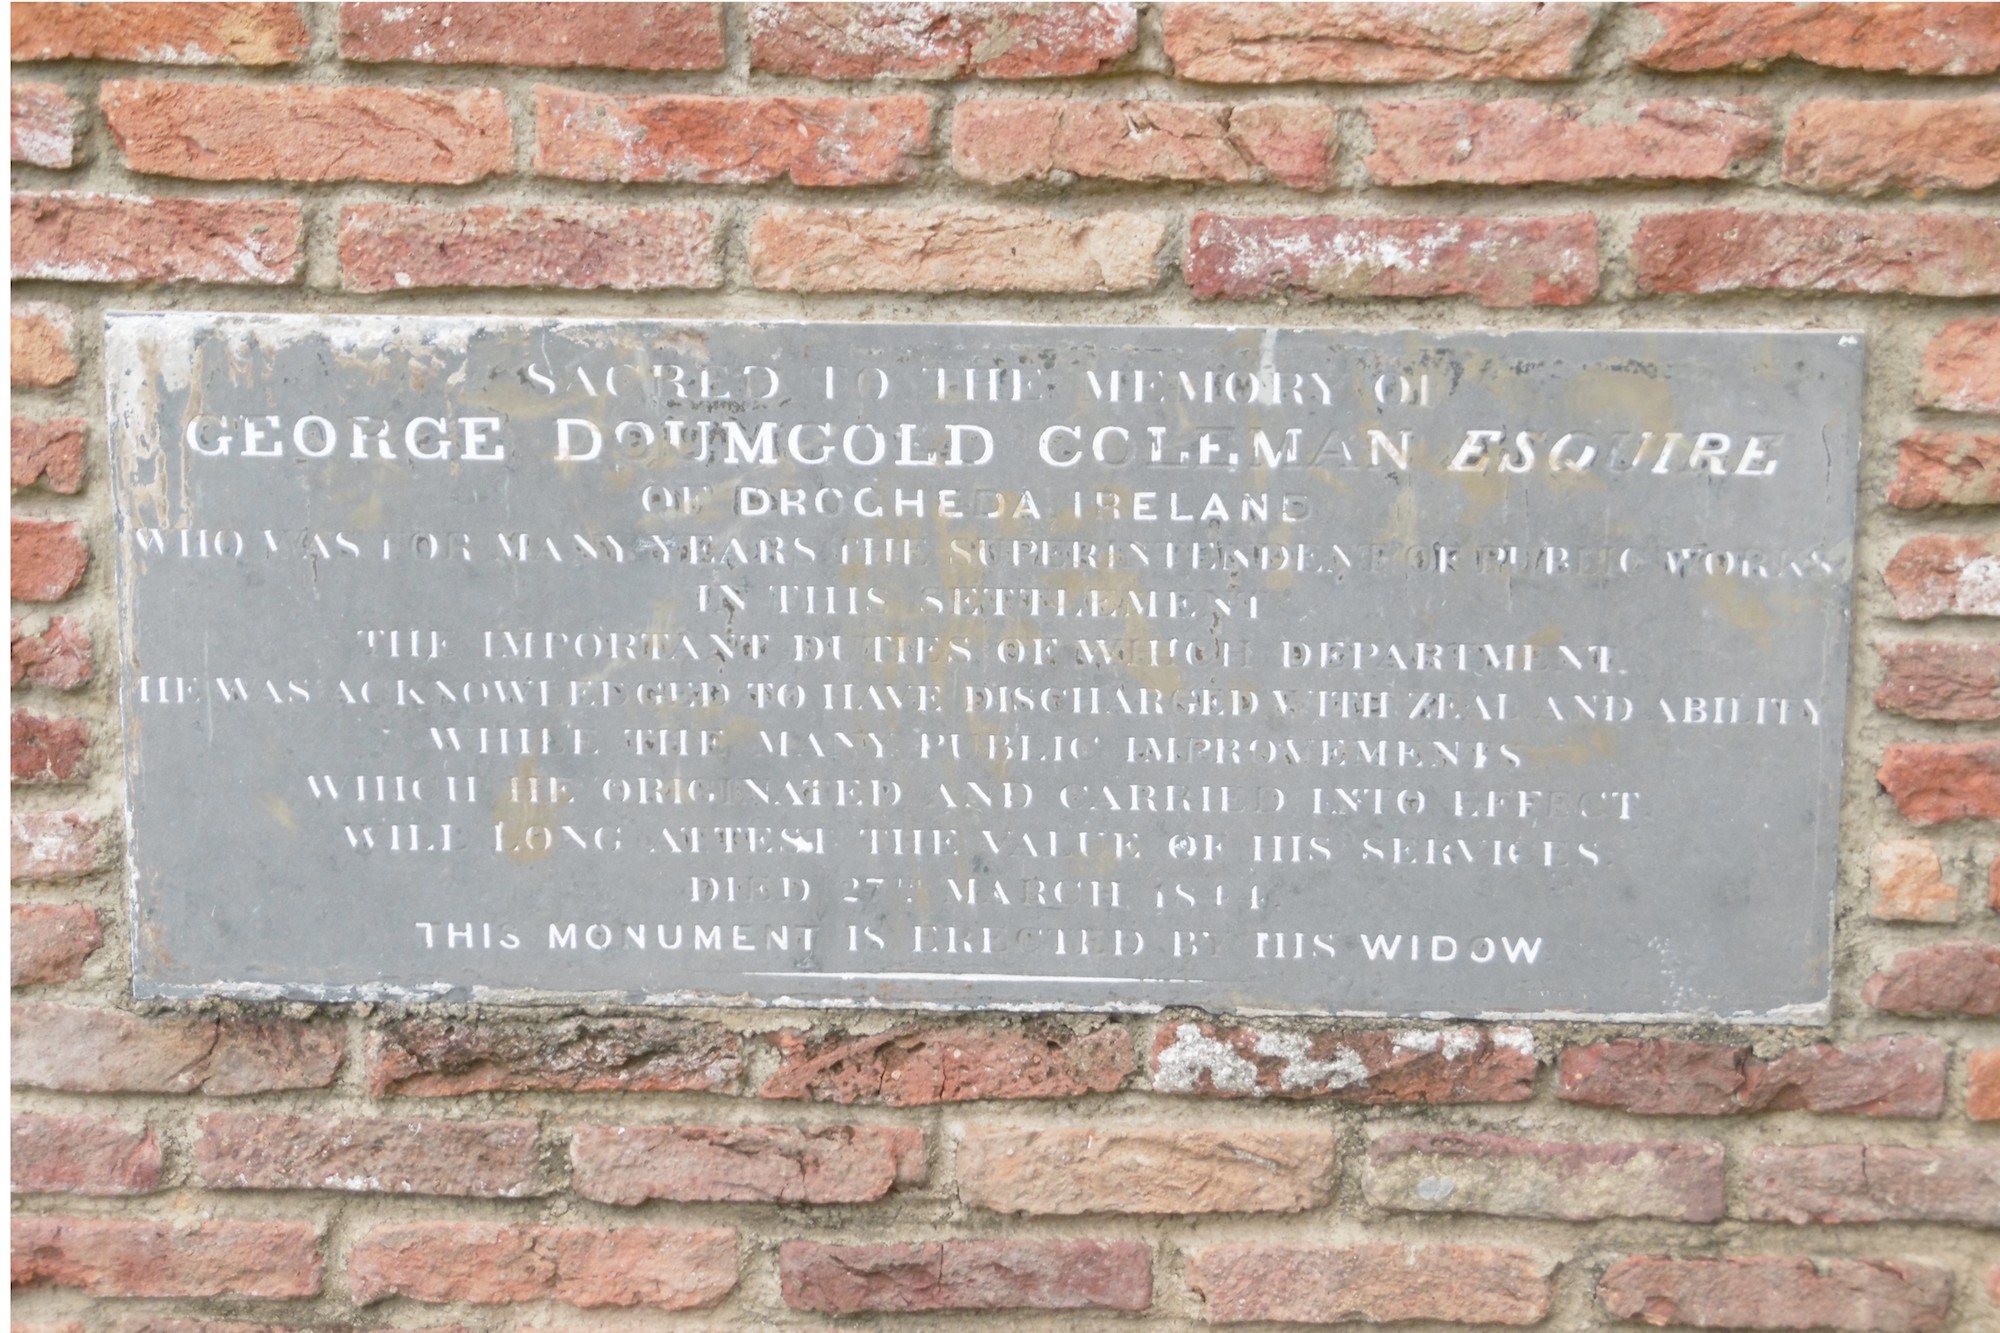 SACRED TO THE MEMORY OF
GEORGE DOUMGOLD COLEMAN ESQUIRE
OF DROGHEDA IRELAND
WHO WAS FOR MANY YEARS THE SUPERINTENDENT OF PUBLIC WORKS
IN THIS SETTLEMENT
THE IMPORTANT DUTIES OF WHICH DEPARTMENT.
HE WAS ACKNOWLEDGED TO HAVE DISCHARGED WITH ZEAL AND ABILITY
WHILE THE MANY PUBLIC IMPROVEMENTS
WHICH HE ORIGINATED AND CARRIED INTO EFFECT.
WILL LONG ATTEST THE VALUE OF HIS SERVICES
DIED 27TH MARCH 1844.
THIS MONUMENT IS ERECTED BY HIS WIDOW